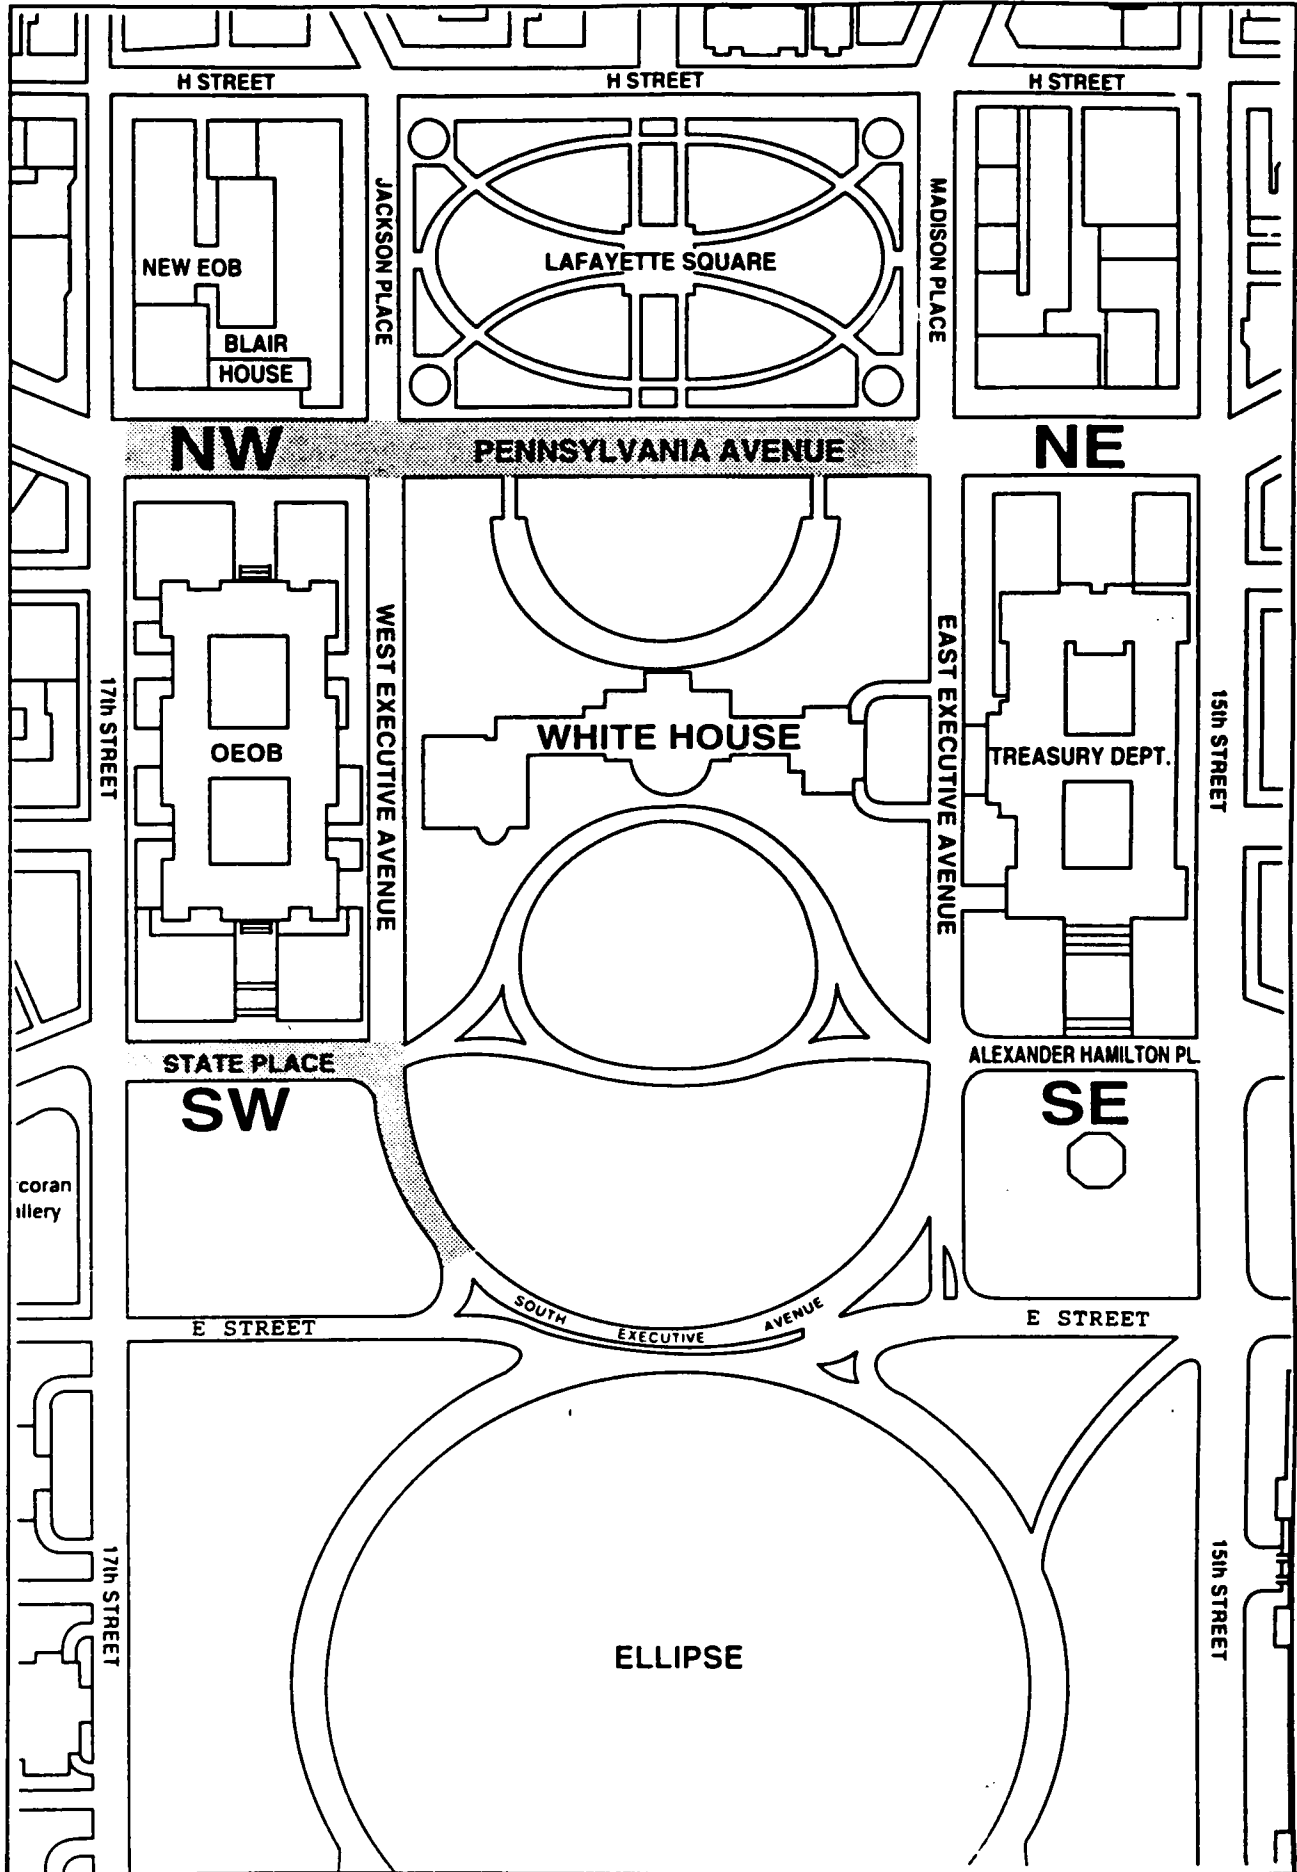 H STREET
H STREET
H STREET
JACKSON PLACE
MADISON PLACE
NEW EOB
LAFAYETTE SQUARE
BLAIR
HOUSE
NW
PENNSYLVANIA AVENUE
NE
WEST EXECUTIVE AVENUE
EAST EXECUTIVE AVENUE
17th STREET
OEOB
WHITE HOUSE
TREASURY DEPT.
15th STREET
STATE PLACE
ALEXANDER HAMILTON PL
SW
SE
coran
llery
E STREET
SOUTH
EXECUTIVE
AVENUE
E STREET
17th STREET
15th STREET
ELLIPSE